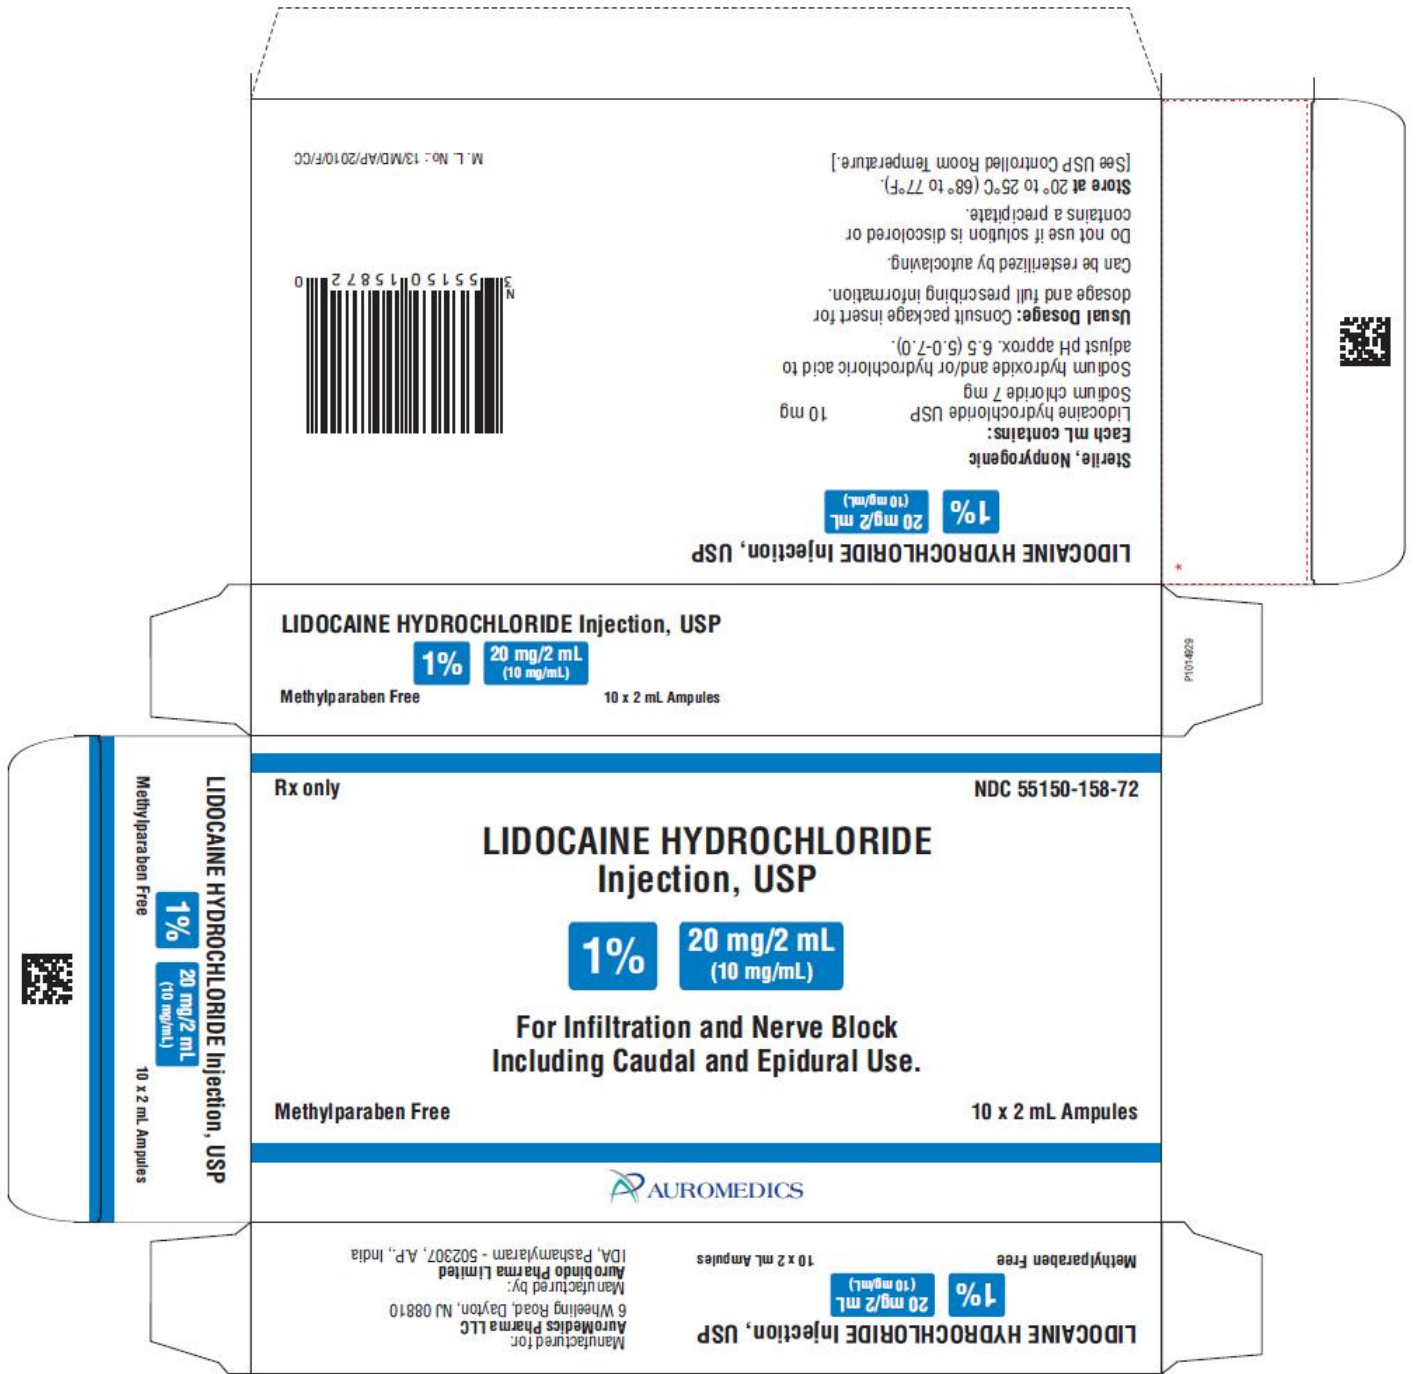 LIDOCAINE HYDROCHLORIDE Injection, USP
1%
20 mg/2 mL
(10 mg/mL)
Sterile, Nonpyrogenic
Each mL contains:
Lidocaine hydrochloride USP 10 mg
Sodium chloride 7 mg
Sodium hydroxide and/or hydrochloric acid to
adjust pH approx. 6.5 (5.0-7.0).
Usual Dosage: Consult package insert for
dosage and full prescribing information.
Can be resterilized by autoclaving.
Do not use if solution is discolored or
contains a precipitate.
Store at 20° to 25°C (68° to 77°F).
[See USP Controlled Room Temperature.]
N
3 55150 15872 0
M. L. No.: 13/MD/AP/2010/F/CC
*
LIDOCAINE HYDROCHLORIDE Injection, USP
1%
20 mg/2 mL
(10 mg/mL)
Methylparaben Free
10 x 2 mL Ampules
P1014929
LIDOCAINE HYDROCHLORIDE Injection, USP
1%
20 mg/2 mL
(10 mg/mL)
Methylparaben Free
10 x 2 mL Ampules
Rx only
NDC 55150-158-72
LIDOCAINE HYDROCHLORIDE
Injection, USP
1%
20 mg/2 mL
(10 mg/mL)
For Infiltration and Nerve Block
Including Caudal and Epidural Use.
Methylparaben Free
10 x 2 mL Ampules
AUROMEDICS
LIDOCAINE HYDROCHLORIDE Injection, USP
1%
20 mg/2 mL
(10 mg/mL)
Methylparaben Free
10 x 2 mL Ampules
Manufactured for:
AuroMedics Pharma LLC
6 Wheeling Road, Dayton, NJ 08810
Manufactured by:
Aurobindo Pharma Limited
IDA, Pashamylaram - 502307, A.P., India